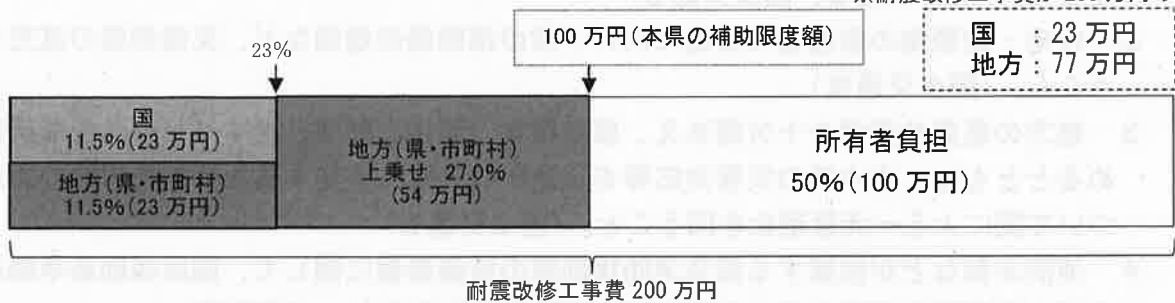 23%
100 万円(本県の補助限度額)
国 : 23 万円
地方 : 77 万円
国
11.5%(23 万円)
地方(県・市町村)
11.5%(23 万円)
地方(県・市町村)
上乗せ 27.0%
(54 万円)
所有者負担
50%(100 万円)
耐震改修工事費 200 万円